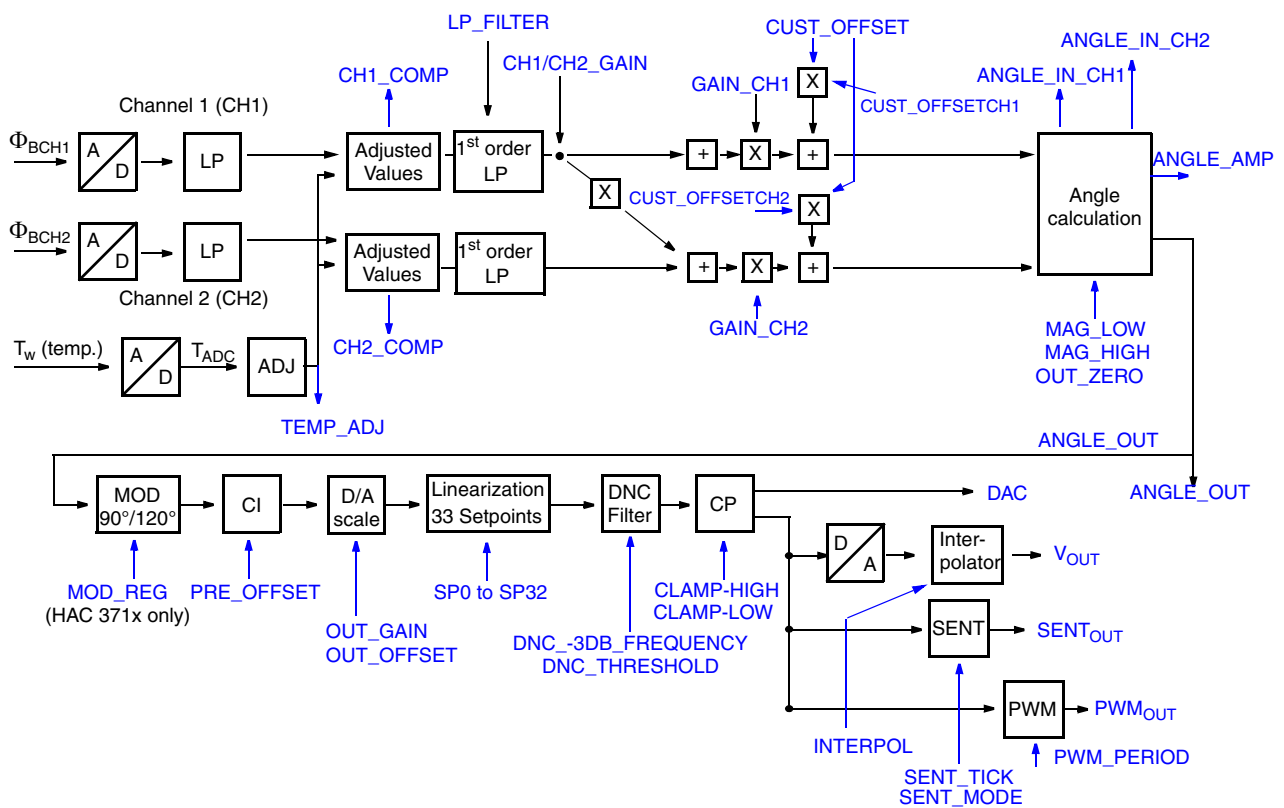 LP_FILTER
CUST_OFFSET
ANGLE_IN_CH2
CH1/CH2_GAIN
CH1_COMP
ANGLE_IN_CH1
GAIN_CH1
X
CUST_OFFSETCH1
Channel 1 (CH1)
ΦBCH1
A
D
LP
Adjusted
Values
1st order
LP
+
X
+
ANGLE_AMP
X
CUST_OFFSETCH2
X
Angle
calculation
ΦBCH2
A
D
LP
Adjusted
Values
1st order
LP
+
X
+
Channel 2 (CH2)
GAIN_CH2
MAG_LOW
MAG_HIGH
OUT_ZERO
CH2_COMP
Tw (temp.)
A
D
TADC
ADJ
TEMP_ADJ
ANGLE_OUT
MOD
90°/120°
CI
D/A
scale
Linearization
33 Setpoints
DNC
Filter
CP
DAC
ANGLE_OUT
D
A
Inter-
polator
VOUT
MOD_REG
(HAC 371x only)
PRE_OFFSET
SP0 to SP32
CLAMP-HIGH
CLAMP-LOW
OUT_GAIN
OUT_OFFSET
DNC_-3DB_FREQUENCY
DNC_THRESHOLD
SENT
SENTOUT
PWM
PWMOUT
INTERPOL
PWM_PERIOD
SENT_TICK
SENT_MODE